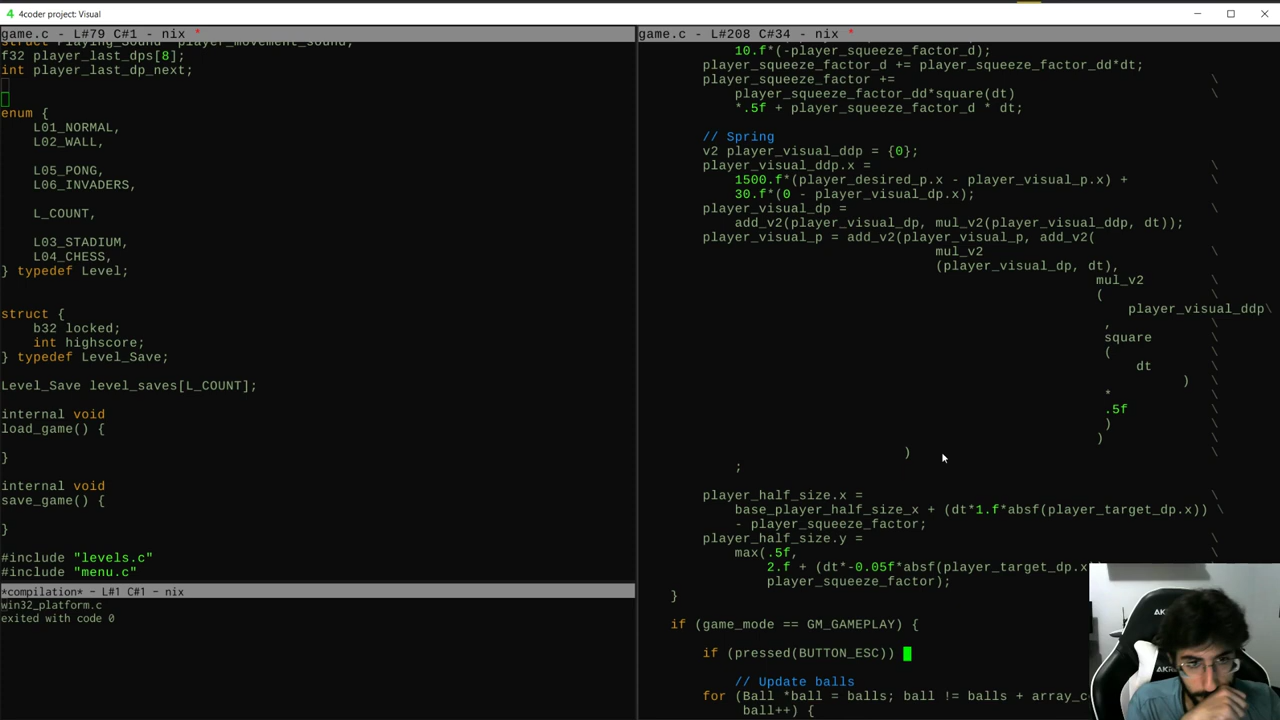 4 4coder project: Visual
game.c - L#79 C#1 - nix *
struct Playing_Sound *player_movement_sound;
f32 player_last_dps[8];
int player_last_dp_next;
enum {
L01_NORMAL,
L02_WALL,
L05_PONG,
L06_INVADERS,
L_COUNT,
L03_STADIUM,
L04_CHESS,
} typedef Level;
struct {
b32 locked;
int highscore;
} typedef Level_Save;
Level_Save level_saves[L_COUNT];
internal void
load_game() {
}
internal void
save_game() {
}
#include "levels.c"
#include "menu.c"
*compilation* - L#1 C#1 - nix
win32_platform.c
exited with code 0
game.c - L#208 C#34 - nix *
10.f*(-player_squeeze_factor_d);
player_squeeze_factor_d += player_squeeze_factor_dd*dt;
player_squeeze_factor += \
player_squeeze_factor_dd*square(dt) \
*.5f + player_squeeze_factor_d * dt;
// Spring
v2 player_visual_ddp = {0};
player_visual_ddp.x = \
1500.f*(player_desired_p.x - player_visual_p.x) + \
30.f*(0 - player_visual_dp.x);
player_visual_dp = \
add_v2(player_visual_dp, mul_v2(player_visual_ddp, dt));
player_visual_p = add_v2(player_visual_p, add_v2(
mul_v2 \
(player_visual_dp, dt),
mul_v2 \
( \
player_visual_ddp\
, \
square \
( \
dt \
) \
* \
.5f \
) \
) \
) \
;
player_half_size.x = \
base_player_half_size_x + (dt*1.f*absf(player_target_dp.x)) \
- player_squeeze_factor;
player_half_size.y = \
max(.5f, \
2.f + (dt*-0.05f*absf(player_target_dp.x
player_squeeze_factor);
}
if (game_mode == GM_GAMEPLAY) {
if (pressed(BUTTON_ESC))
// Update balls
for (Ball *ball = balls; ball != balls + array_c
ball++) {